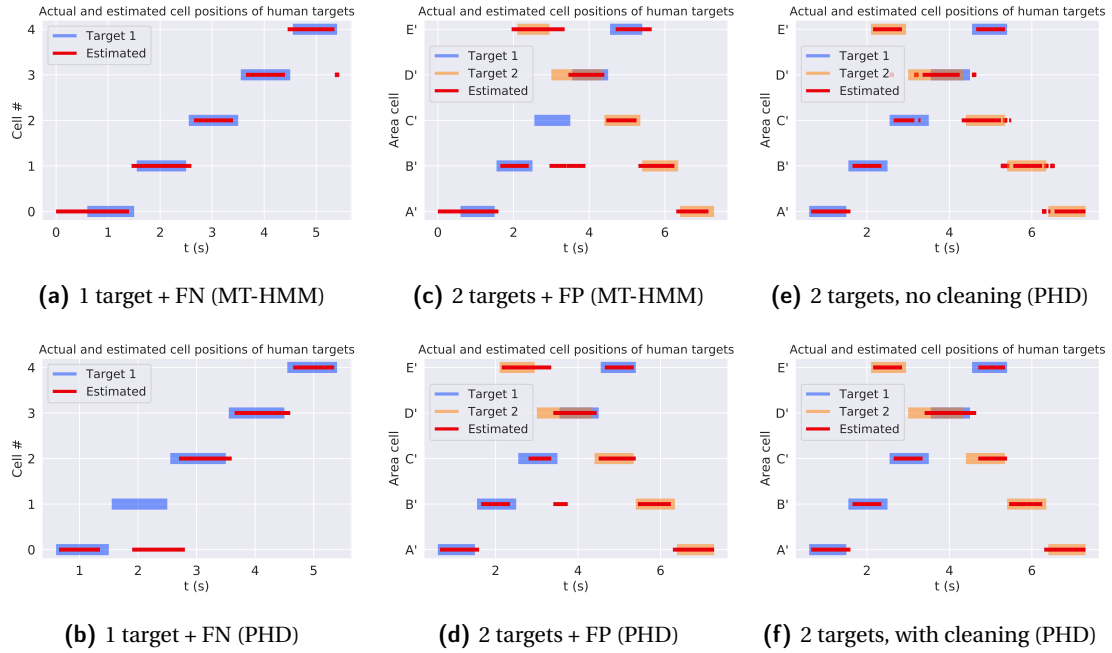 Actual and estimated cell positions of human targets
4
3
2
1
0
Cell #
Target 1
Estimated
0 1 2 3 4 5
t (s)
(a) 1 target + FN (MT-HMM)
Actual and estimated cell positions of human targets
E'
D'
C'
B'
A'
Area cell
Target 1
Target 2
Estimated
0 2 4 6
t (s)
(c) 2 targets + FP (MT-HMM)
Actual and estimated cell positions of human targets
E'
D'
C'
B'
A'
Area cell
Target 1
Target 2
Estimated
2 4 6
t (s)
(e) 2 targets, no cleaning (PHD)
Actual and estimated cell positions of human targets
4
3
2
1
0
Cell #
Target 1
Estimated
1 2 3 4 5
t (s)
(b) 1 target + FN (PHD)
Actual and estimated cell positions of human targets
E'
D'
C'
B'
A'
Area cell
Target 1
Target 2
Estimated
2 4 6
t (s)
(d) 2 targets + FP (PHD)
Actual and estimated cell positions of human targets
E'
D'
C'
B'
A'
Area cell
Target 1
Target 2
Estimated
2 4 6
t (s)
(f) 2 targets, with cleaning (PHD)